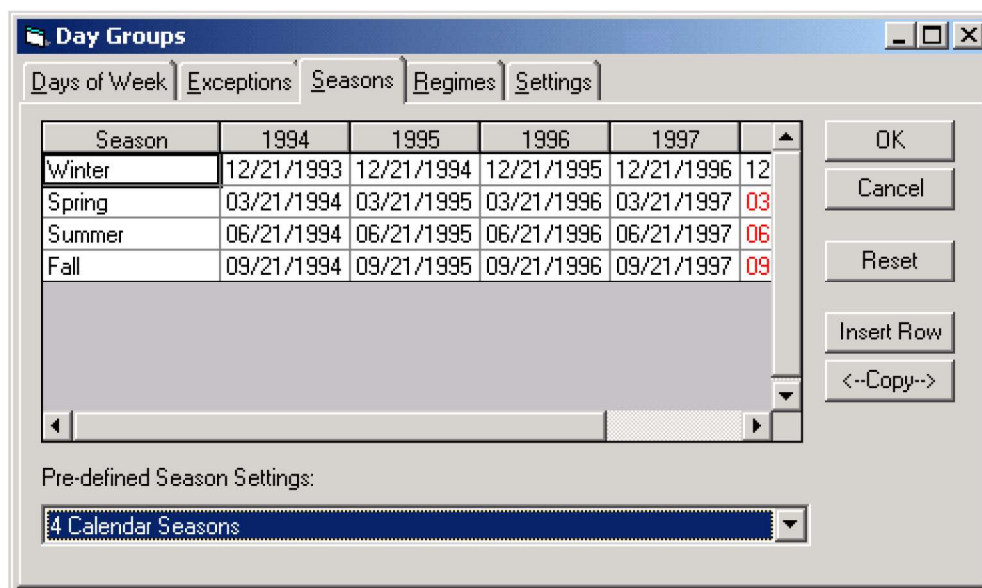 Day Groups
Days of Week Exceptions Seasons Regimes Settings
Season 1994 1995 1996 1997
Winter 12/21/1993 12/21/1994 12/21/1995 12/21/1996 12
Spring 03/21/1994 03/21/1995 03/21/1996 03/21/1997 03
Summer 06/21/1994 06/21/1995 06/21/1996 06/21/1997 06
Fall 09/21/1994 09/21/1995 09/21/1996 09/21/1997 09
OK
Cancel
Reset
Insert Row
<--Copy-->
Pre-defined Season Settings:
4 Calendar Seasons